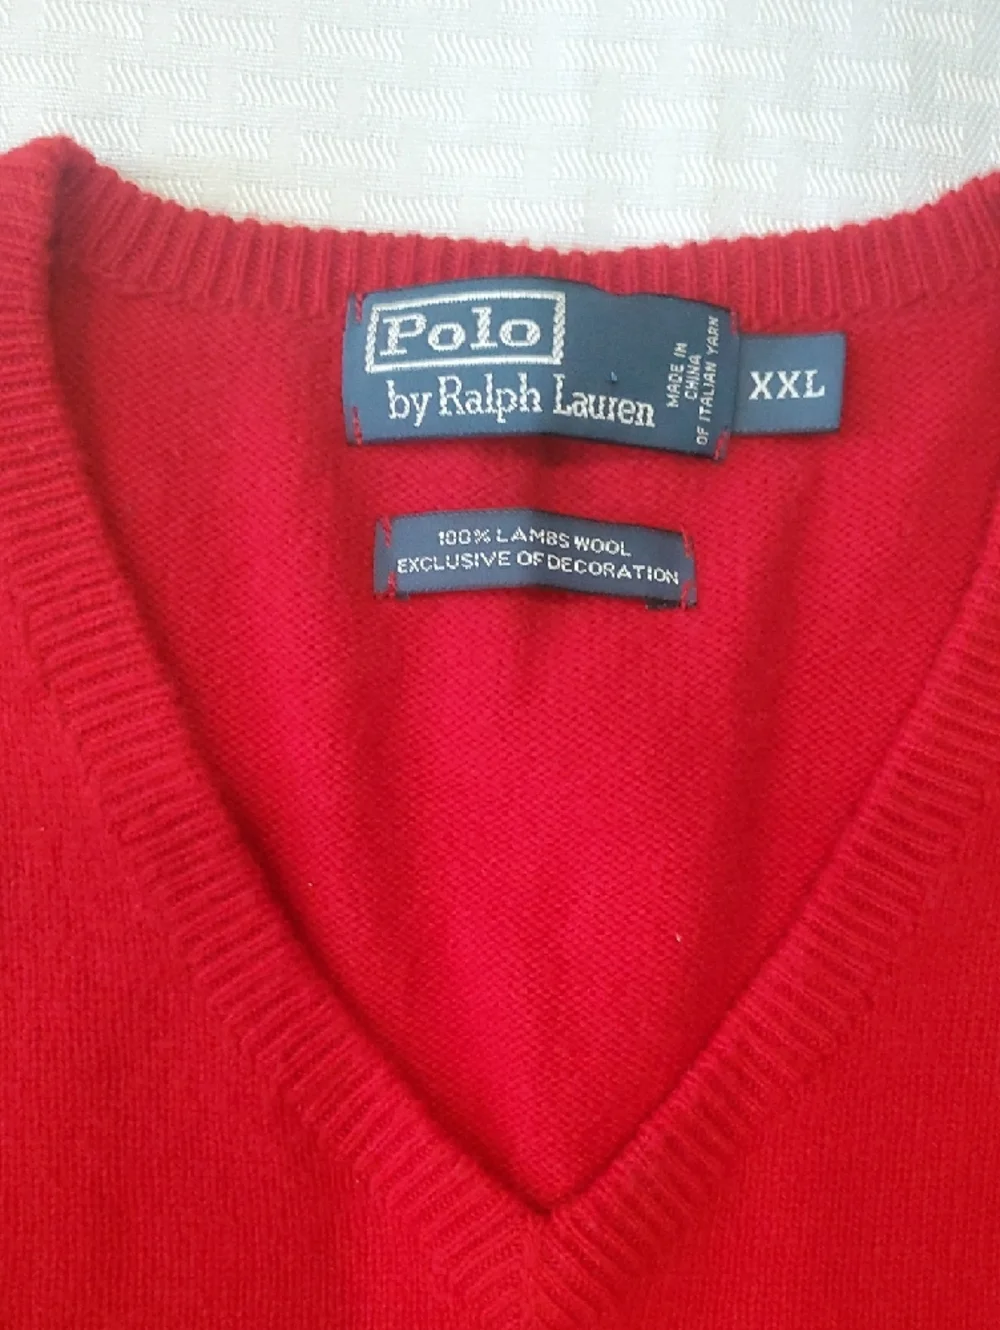 Polo
by Ralph Lauren
MADE IN
CHINA
OF ITALIAN YARN
XXL
100% LAMBS WOOL
EXCLUSIVE OF DECORATION